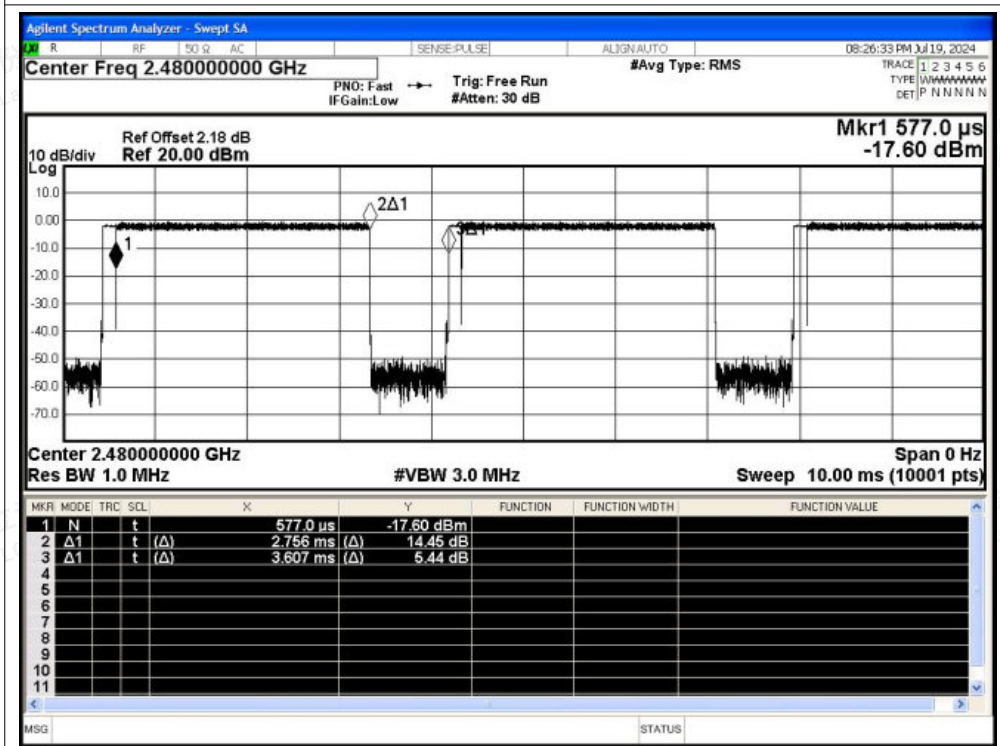 Agilent Spectrum Analyzer - Swept SA
LXI R RF 50 Ω AC SENSE:PULSE ALIGN AUTO 08:26:33 PM Jul 19, 2024
Center Freq 2.480000000 GHz #Avg Type: RMS TRACE 1 2 3 4 5 6
PNO: Fast Trig: Free Run TYPE WWWWWW
IFGain:Low #Atten: 30 dB DET P N N N N N
Mkr1 577.0 µs
Ref Offset 2.18 dB
10 dB/div Ref 20.00 dBm -17.60 dBm
Log
10.0
2Δ1
0.00
3Δ1
1
-10.0
-20.0
-30.0
-40.0
-50.0
-60.0
-70.0
Center 2.480000000 GHz Span 0 Hz
Res BW 1.0 MHz #VBW 3.0 MHz Sweep 10.00 ms (10001 pts)
MKR MODE TRC SCL X Y FUNCTION FUNCTION WIDTH FUNCTION VALUE
1 N t 577.0 µs -17.60 dBm
2 Δ1 t (Δ) 2.756 ms (Δ) 14.45 dB
3 Δ1 t (Δ) 3.607 ms (Δ) 5.44 dB
4
5
6
7
8
9
10
11
MSG STATUS